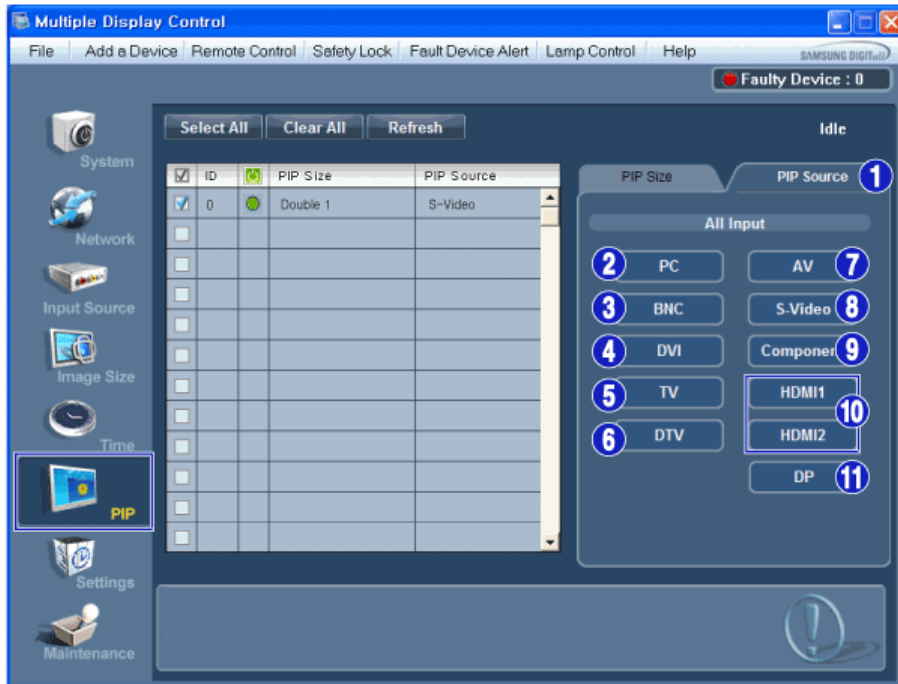 Multiple Display Control
File Add a Device Remote Control Safety Lock Fault Device Alert Lamp Control Help
SAMSUNG DIGITall
Faulty Device : 0
Select All Clear All Refresh
Idle
System
Network
Input Source
Image Size
Time
PIP
Settings
Maintenance
ID PIP Size PIP Source
0 Double 1 S-Video
PIP Size PIP Source 1
All Input
2 PC AV 7
3 BNC S-Video 8
4 DVI Componen 9
5 TV HDMI1
10
6 DTV HDMI2
DP 11